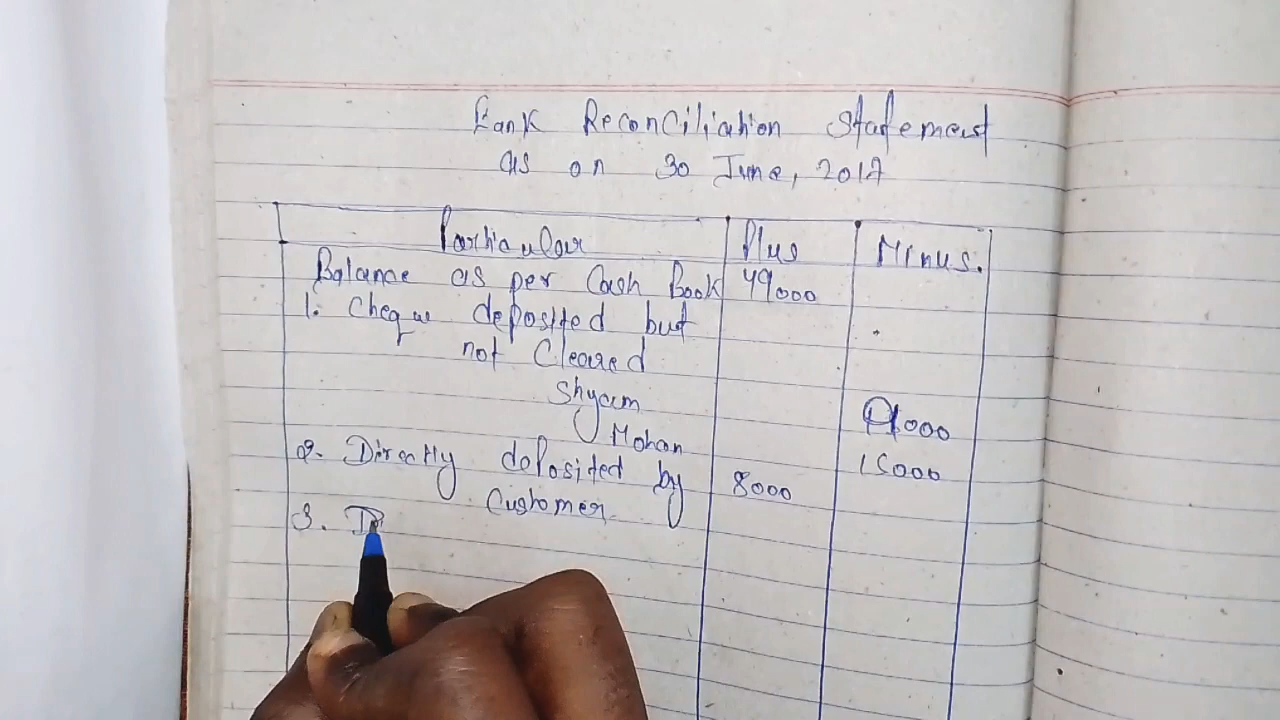 Bank Reconciliation Statement
as on 30 June, 2017
Particular Plus Minus.
Balance as per Cash Book 49000
1. Cheque deposited but
not Cleared
Shyam 000
Mohan 15000
2. Directly deposited by 8000
Customer.
3. D